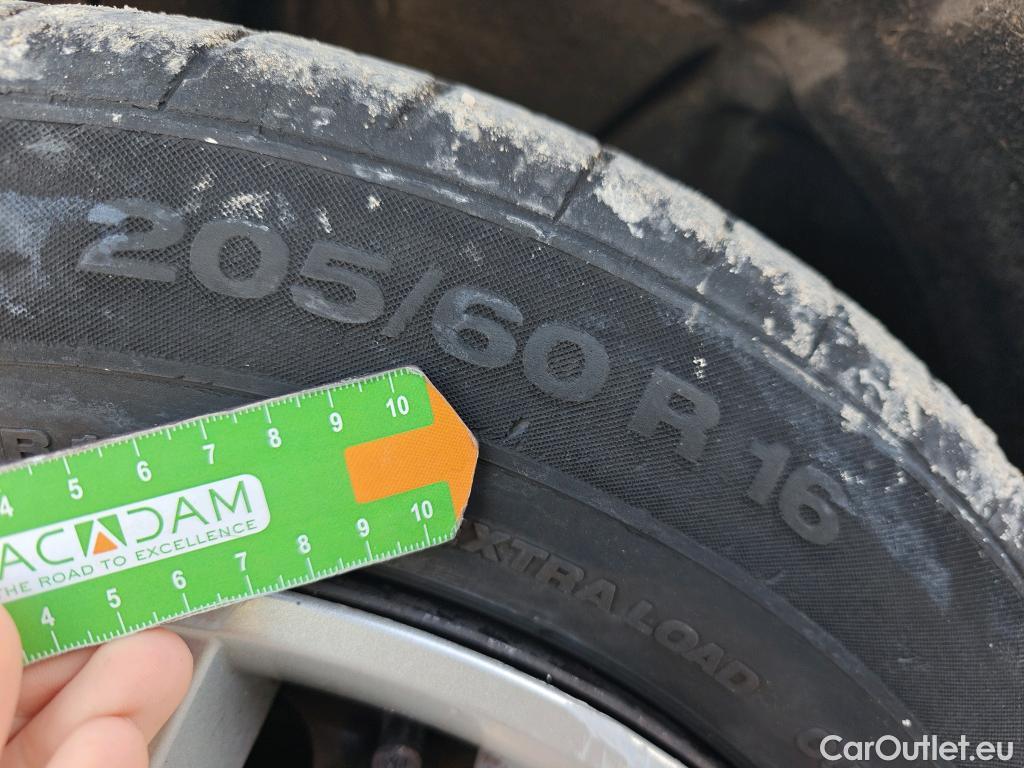 205/60 R 16
R
4 5 6 7 8 9 10
ACADAM
THE ROAD TO EXCELLENCE
4 5 6 7 8 9 10
EXTRA LOAD
CarOutlet.eu